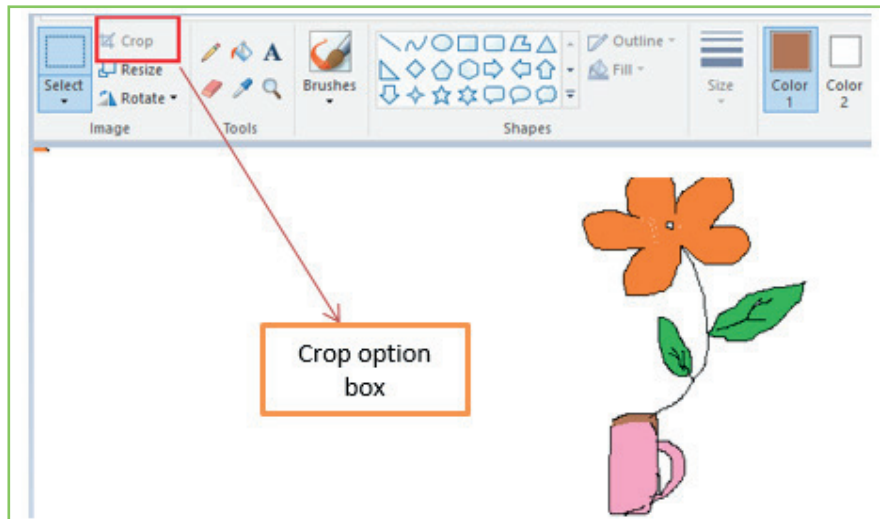 Crop
Resize
Rotate
Select
Image
A
Tools
Brushes
Shapes
Outline
Fill
Size
Color
1
Color
2
Crop option
box